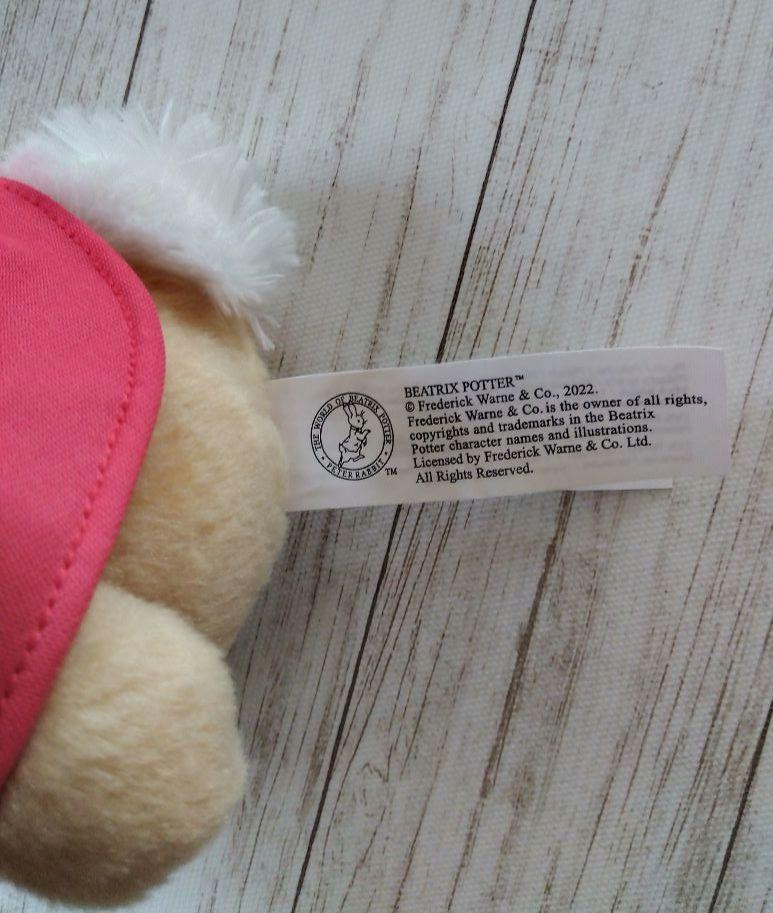 THE WORLD OF BEATRIX POTTER
• PETER RABBIT •
TM
BEATRIX POTTER™
© Frederick Warne & Co., 2022.
Frederick Warne & Co. is the owner of all rights,
copyrights and trademarks in the Beatrix
Potter character names and illustrations.
Licensed by Frederick Warne & Co. Ltd.
All Rights Reserved.